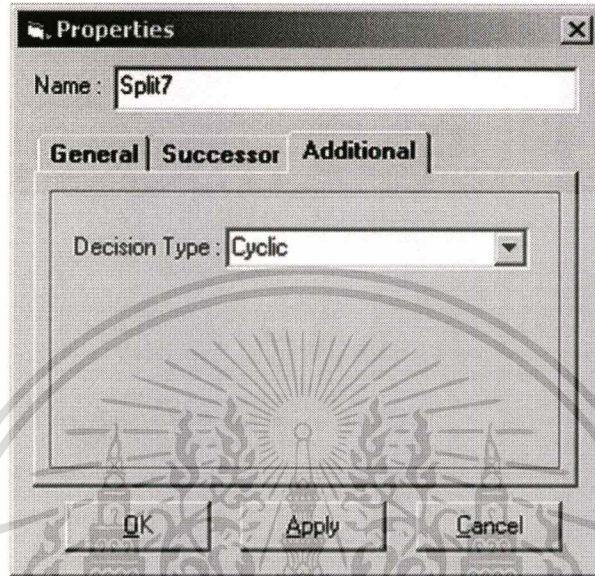 Properties
Name : Split7
General Successor Additional
Decision Type : Cyclic
OK Apply Cancel